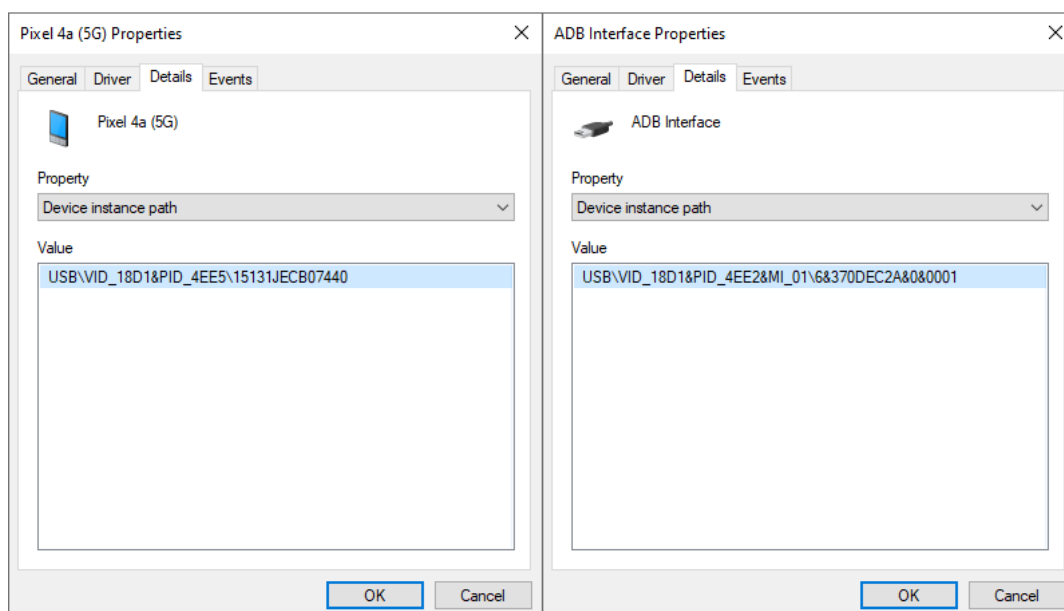 Pixel 4a (5G) Properties
General Driver Details Events
Pixel 4a (5G)
Property
Device instance path
Value
USB\VID_18D1&PID_4EE5\15131JECB07440
OK Cancel
ADB Interface Properties
General Driver Details Events
ADB Interface
Property
Device instance path
Value
USB\VID_18D1&PID_4EE2&MI_01\6&370DEC2A&0&0001
OK Cancel